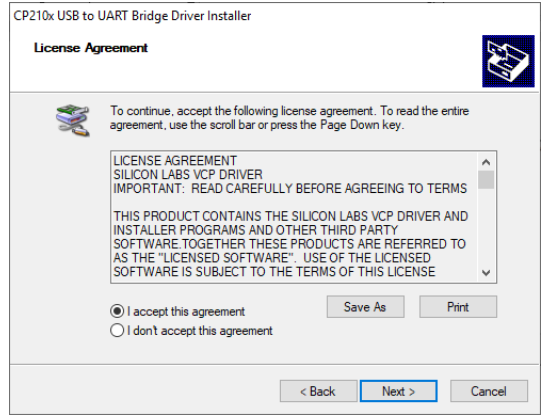 CP210x USB to UART Bridge Driver Installer
License Agreement
To continue, accept the following license agreement. To read the entire
agreement, use the scroll bar or press the Page Down key.
LICENSE AGREEMENT
SILICON LABS VCP DRIVER
IMPORTANT: READ CAREFULLY BEFORE AGREEING TO TERMS
THIS PRODUCT CONTAINS THE SILICON LABS VCP DRIVER AND
INSTALLER PROGRAMS AND OTHER THIRD PARTY
SOFTWARE.TOGETHER THESE PRODUCTS ARE REFERRED TO
AS THE "LICENSED SOFTWARE". USE OF THE LICENSED
SOFTWARE IS SUBJECT TO THE TERMS OF THIS LICENSE
I accept this agreement
Save As
Print
I don't accept this agreement
< Back
Next >
Cancel